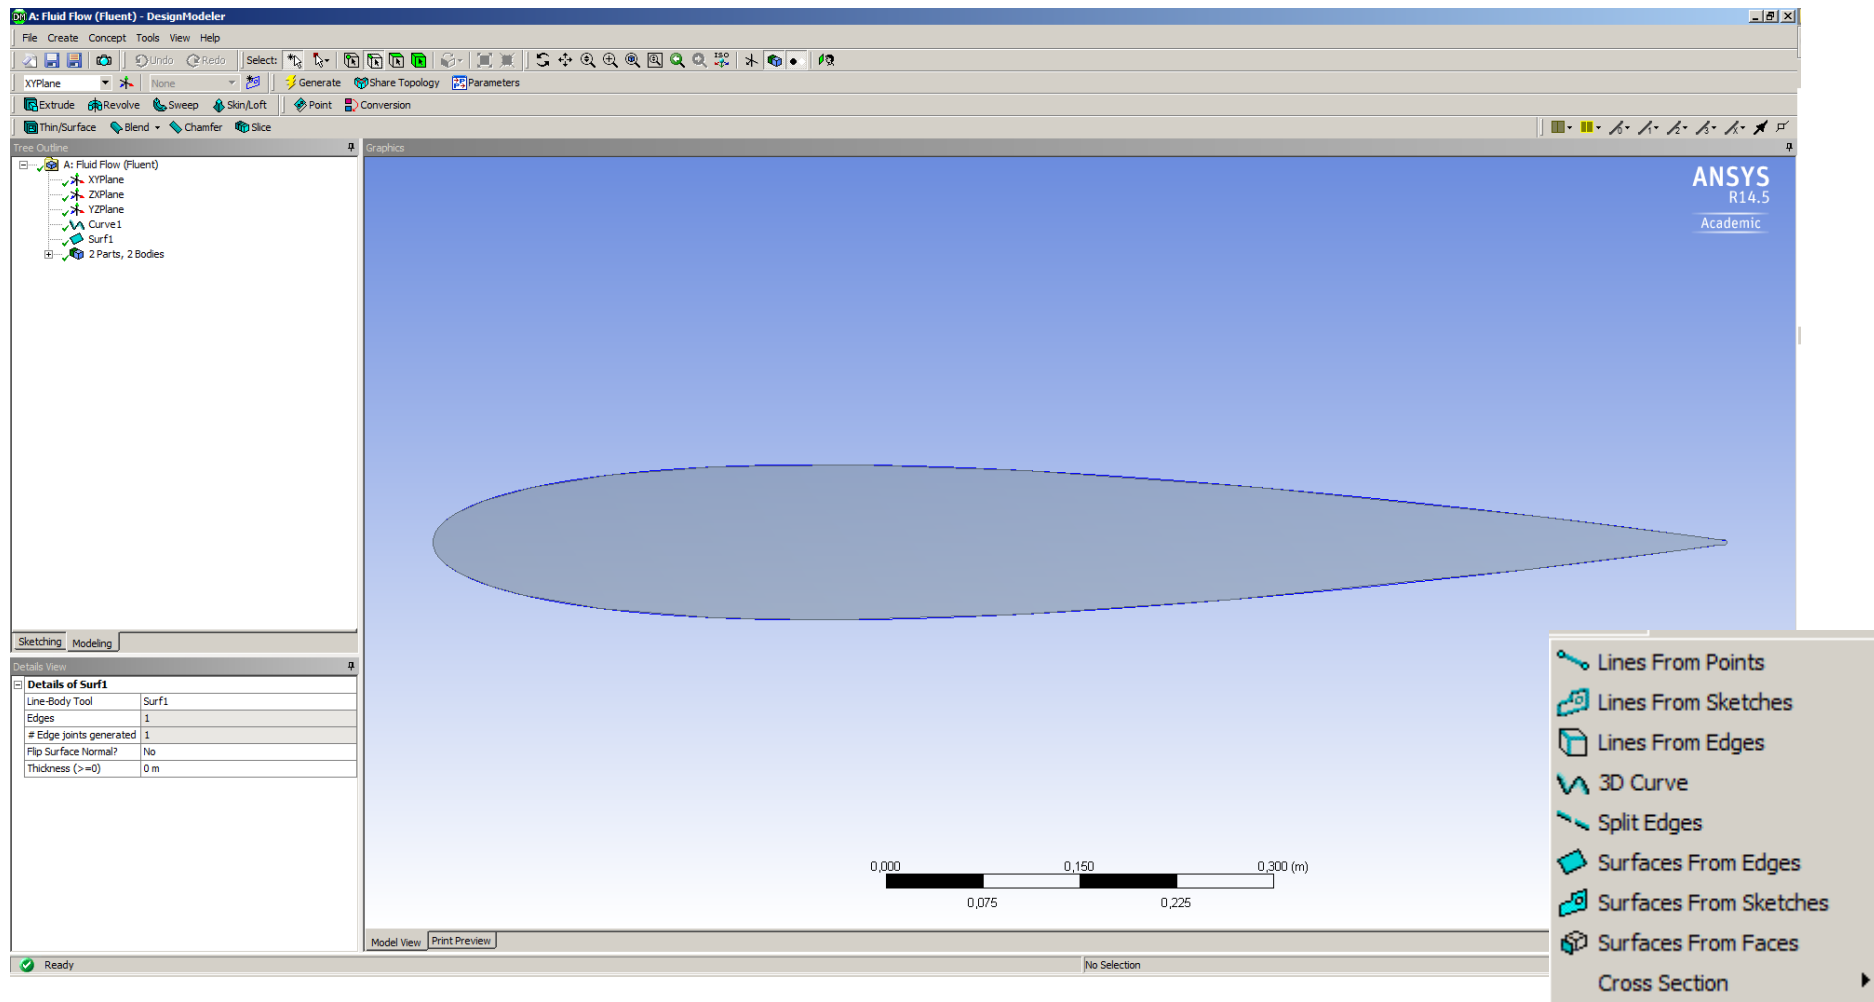 A: Fluid Flow (Fluent) - DesignModeler
File Create Concept Tools View Help
Undo Redo Select: ISO
XYPlane None Generate Share Topology Parameters
Extrude Revolve Sweep Skin/Loft Point Conversion
Thin/Surface Blend Chamfer Slice
Tree Outline
A: Fluid Flow (Fluent)
XYPlane
ZXPlane
YZPlane
Curve1
Surf1
2 Parts, 2 Bodies
Sketching Modeling
Details View
Details of Surf1
Line-Body Tool Surf1
Edges 1
# Edge joints generated 1
Flip Surface Normal? No
Thickness (>=0) 0 m
Graphics
ANSYS
R14.5
Academic
0,000 0,150 0,300 (m)
0,075 0,225
Model View Print Preview
Ready No Selection
Lines From Points
Lines From Sketches
Lines From Edges
3D Curve
Split Edges
Surfaces From Edges
Surfaces From Sketches
Surfaces From Faces
Cross Section